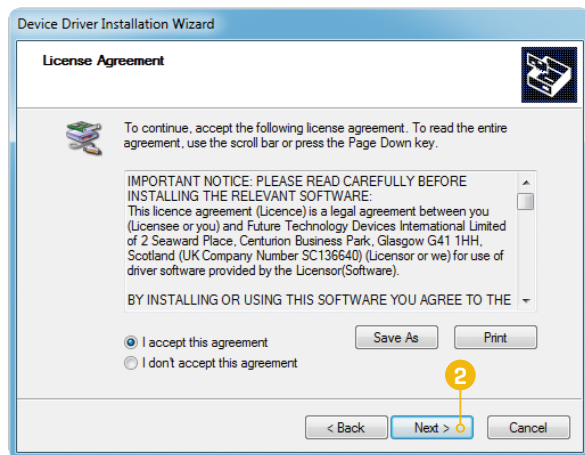 Device Driver Installation Wizard
License Agreement
To continue, accept the following license agreement. To read the entire
agreement, use the scroll bar or press the Page Down key.
IMPORTANT NOTICE: PLEASE READ CAREFULLY BEFORE
INSTALLING THE RELEVANT SOFTWARE:
This licence agreement (Licence) is a legal agreement between you
(Licensee or you) and Future Technology Devices International Limited
of 2 Seaward Place, Centurion Business Park, Glasgow G41 1HH,
Scotland (UK Company Number SC136640) (Licensor or we) for use of
driver software provided by the Licensor(Software).
BY INSTALLING OR USING THIS SOFTWARE YOU AGREE TO THE
I accept this agreement
Save As
Print
I don't accept this agreement
2
< Back
Next >
Cancel